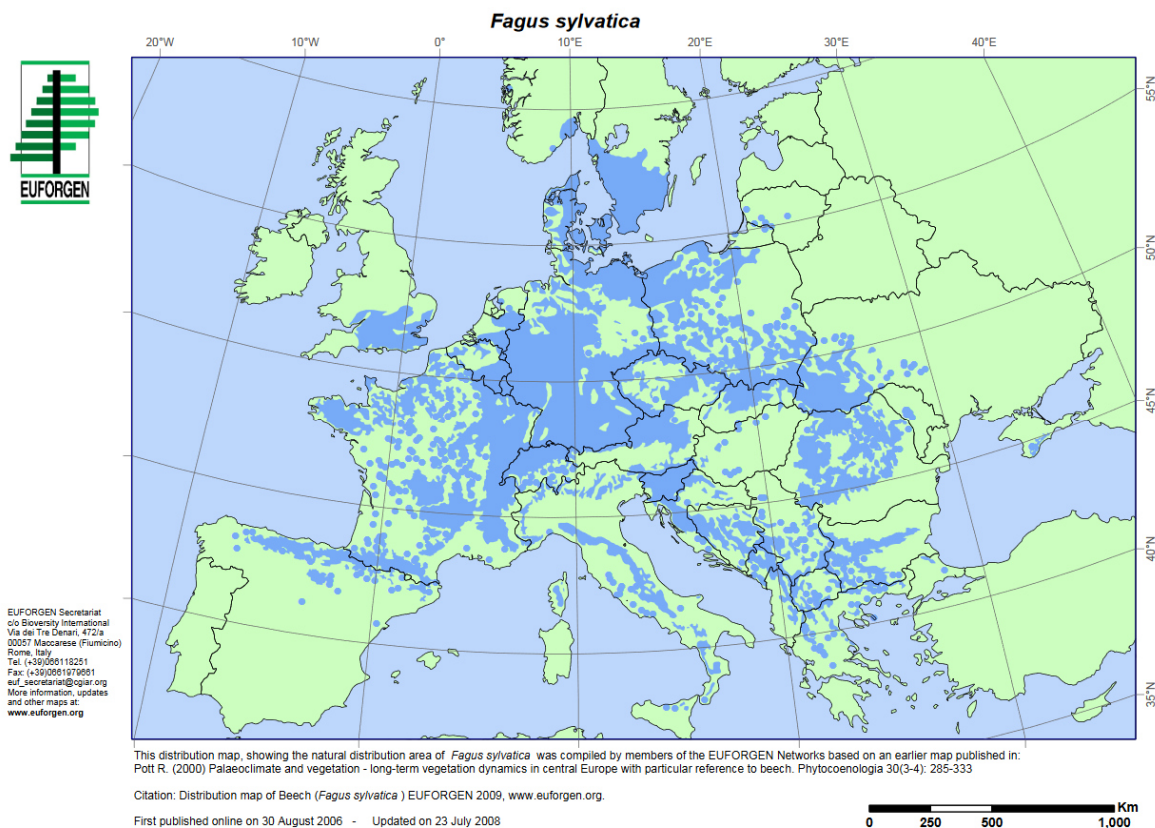 Fagus sylvatica
20°W 10°W 0° 10°E 20°E 30°E 40°E
55°N
50°N
45°N
40°N
35°N
EUFORGEN
EUFORGEN Secretariat
c/o Bioversity International
Via dei Tre Denari, 472/a
00057 Maccarese (Fiumicino)
Rome, Italy
Tel. (+39)066118251
Fax: (+39)0661979661
euf_secretariat@cgiar.org
More information, updates
and other maps at:
www.euforgen.org
This distribution map, showing the natural distribution area of Fagus sylvatica was compiled by members of the EUFORGEN Networks based on an earlier map published in:
Pott R. (2000) Palaeoclimate and vegetation - long-term vegetation dynamics in central Europe with particular reference to beech. Phytocoenologia 30(3-4): 285-333
Citation: Distribution map of Beech (Fagus sylvatica ) EUFORGEN 2009, www.euforgen.org.
First published online on 30 August 2006 - Updated on 23 July 2008
Km
0 250 500 1,000